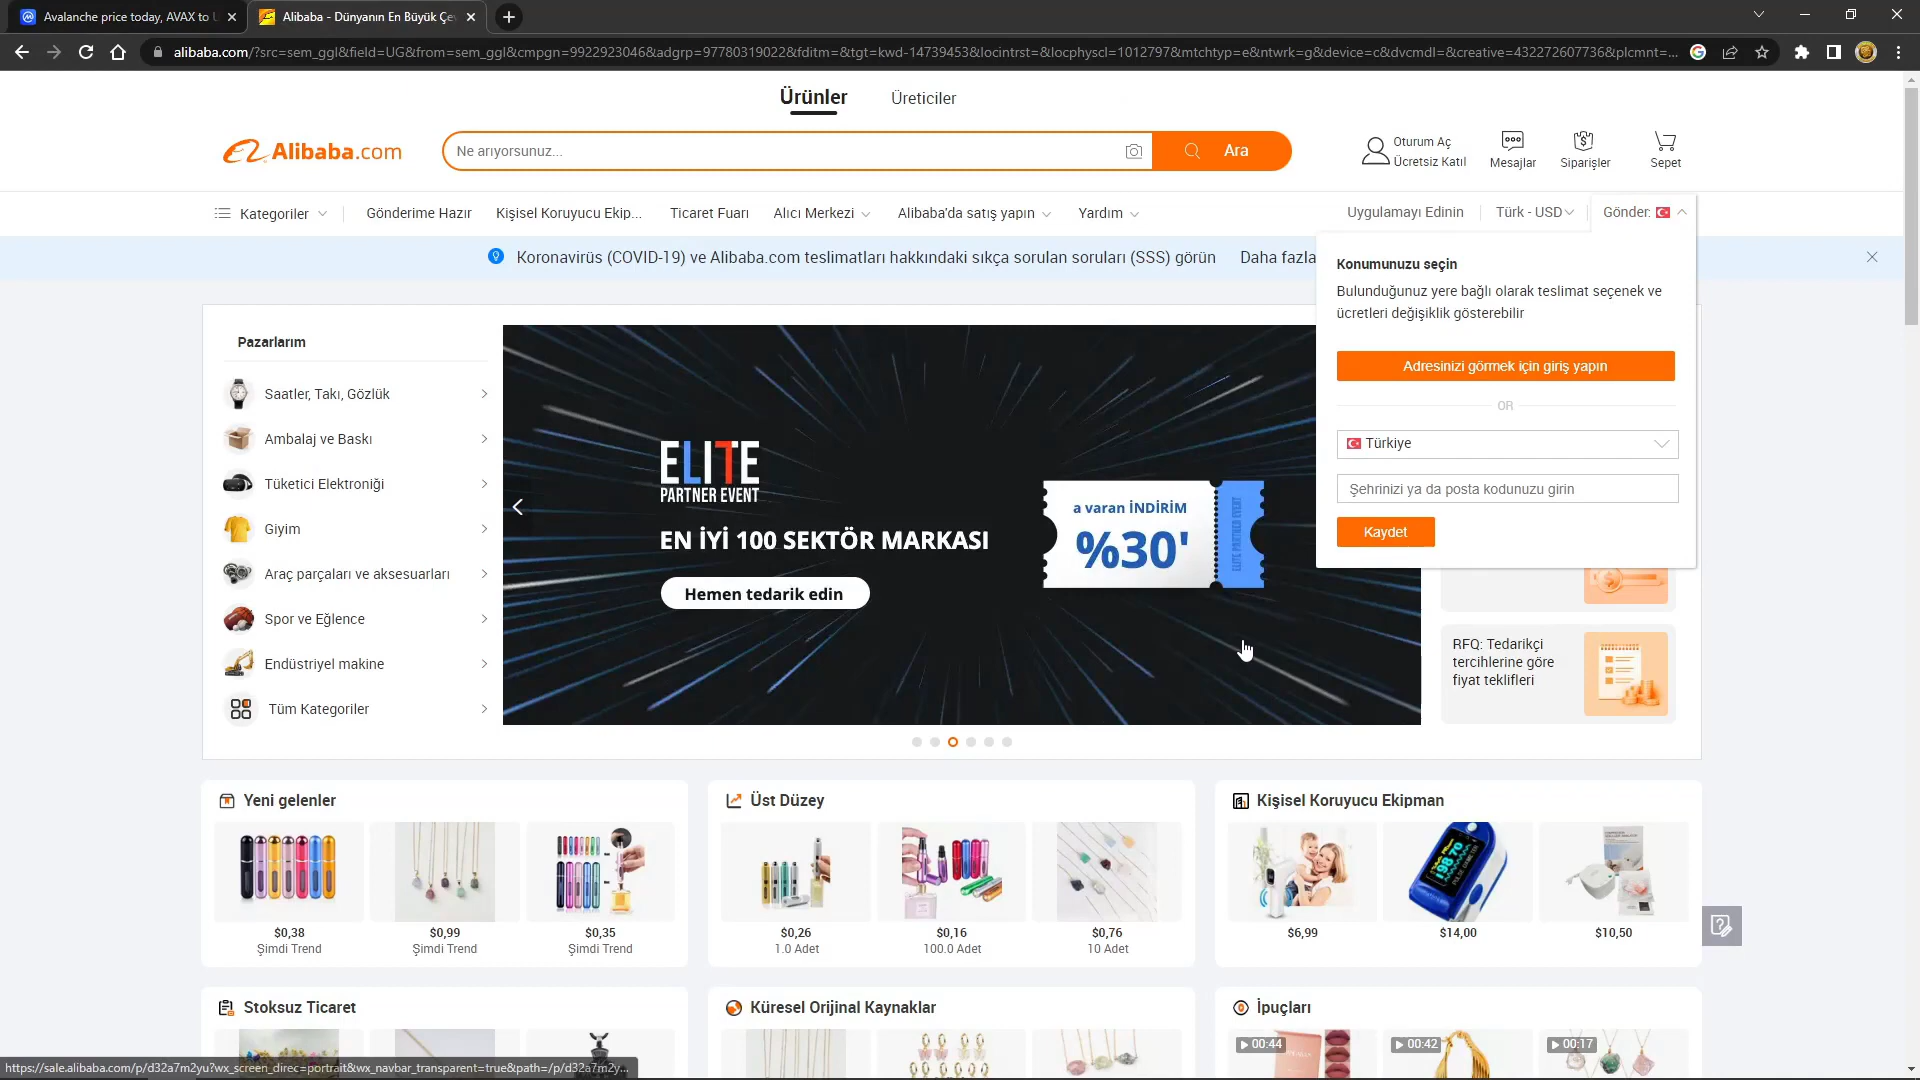 Avalanche price today, AVAX to U
Alibaba - Dünyanın En Büyük Çe
alibaba.com/?src=sem_ggl&field=UG&from=sem_ggl&cmpgn=9922923046&adgrp=97780319022&fditm=&tgt=kwd-14739453&locintrst=&locphyscl=1012797&mtchtyp=e&ntwrk=g&device=c&dvcmdl=&creative=432272607736&plcmnt=...
Ürünler
Üreticiler
Alibaba.com
Ne arıyorsunuz...
Ara
Oturum Aç
Ücretsiz Katıl
Mesajlar
Siparişler
Sepet
Kategoriler
Gönderime Hazır
Kişisel Koruyucu Ekip...
Ticaret Fuarı
Alıcı Merkezi
Alibaba'da satış yapın
Yardım
Uygulamayı Edinin
Türk - USD
Gönder:
Koronavirüs (COVID-19) ve Alibaba.com teslimatları hakkındaki sıkça sorulan soruları (SSS) görün
Daha fazla
Konumunuzu seçin
Bulunduğunuz yere bağlı olarak teslimat seçenek ve
ücretleri değişiklik gösterebilir
Adresinizi görmek için giriş yapın
OR
Türkiye
Şehrinizi ya da posta kodunuzu girin
Kaydet
Pazarlarım
Saatler, Takı, Gözlük
Ambalaj ve Baskı
Tüketici Elektroniği
Giyim
Araç parçaları ve aksesuarları
Spor ve Eğlence
Endüstriyel makine
Tüm Kategoriler
ELITE
PARTNER EVENT
EN İYİ 100 SEKTÖR MARKASI
Hemen tedarik edin
a varan İNDİRİM
%30'
ELITE PARTNER EVENT
RFQ: Tedarikçi
tercihlerine göre
fiyat teklifleri
Yeni gelenler
$0,38
Şimdi Trend
$0,99
Şimdi Trend
$0,35
Şimdi Trend
Üst Düzey
$0,26
1.0 Adet
$0,16
100.0 Adet
$0,76
10 Adet
Kişisel Koruyucu Ekipman
$6,99
$14,00
$10,50
Stoksuz Ticaret
Küresel Orijinal Kaynaklar
İpuçları
00:44
00:42
00:17
https://sale.alibaba.com/p/d32a7m2yu?wx_screen_direc=portrait&wx_navbar_transparent=true&path=/p/d32a7m2y...